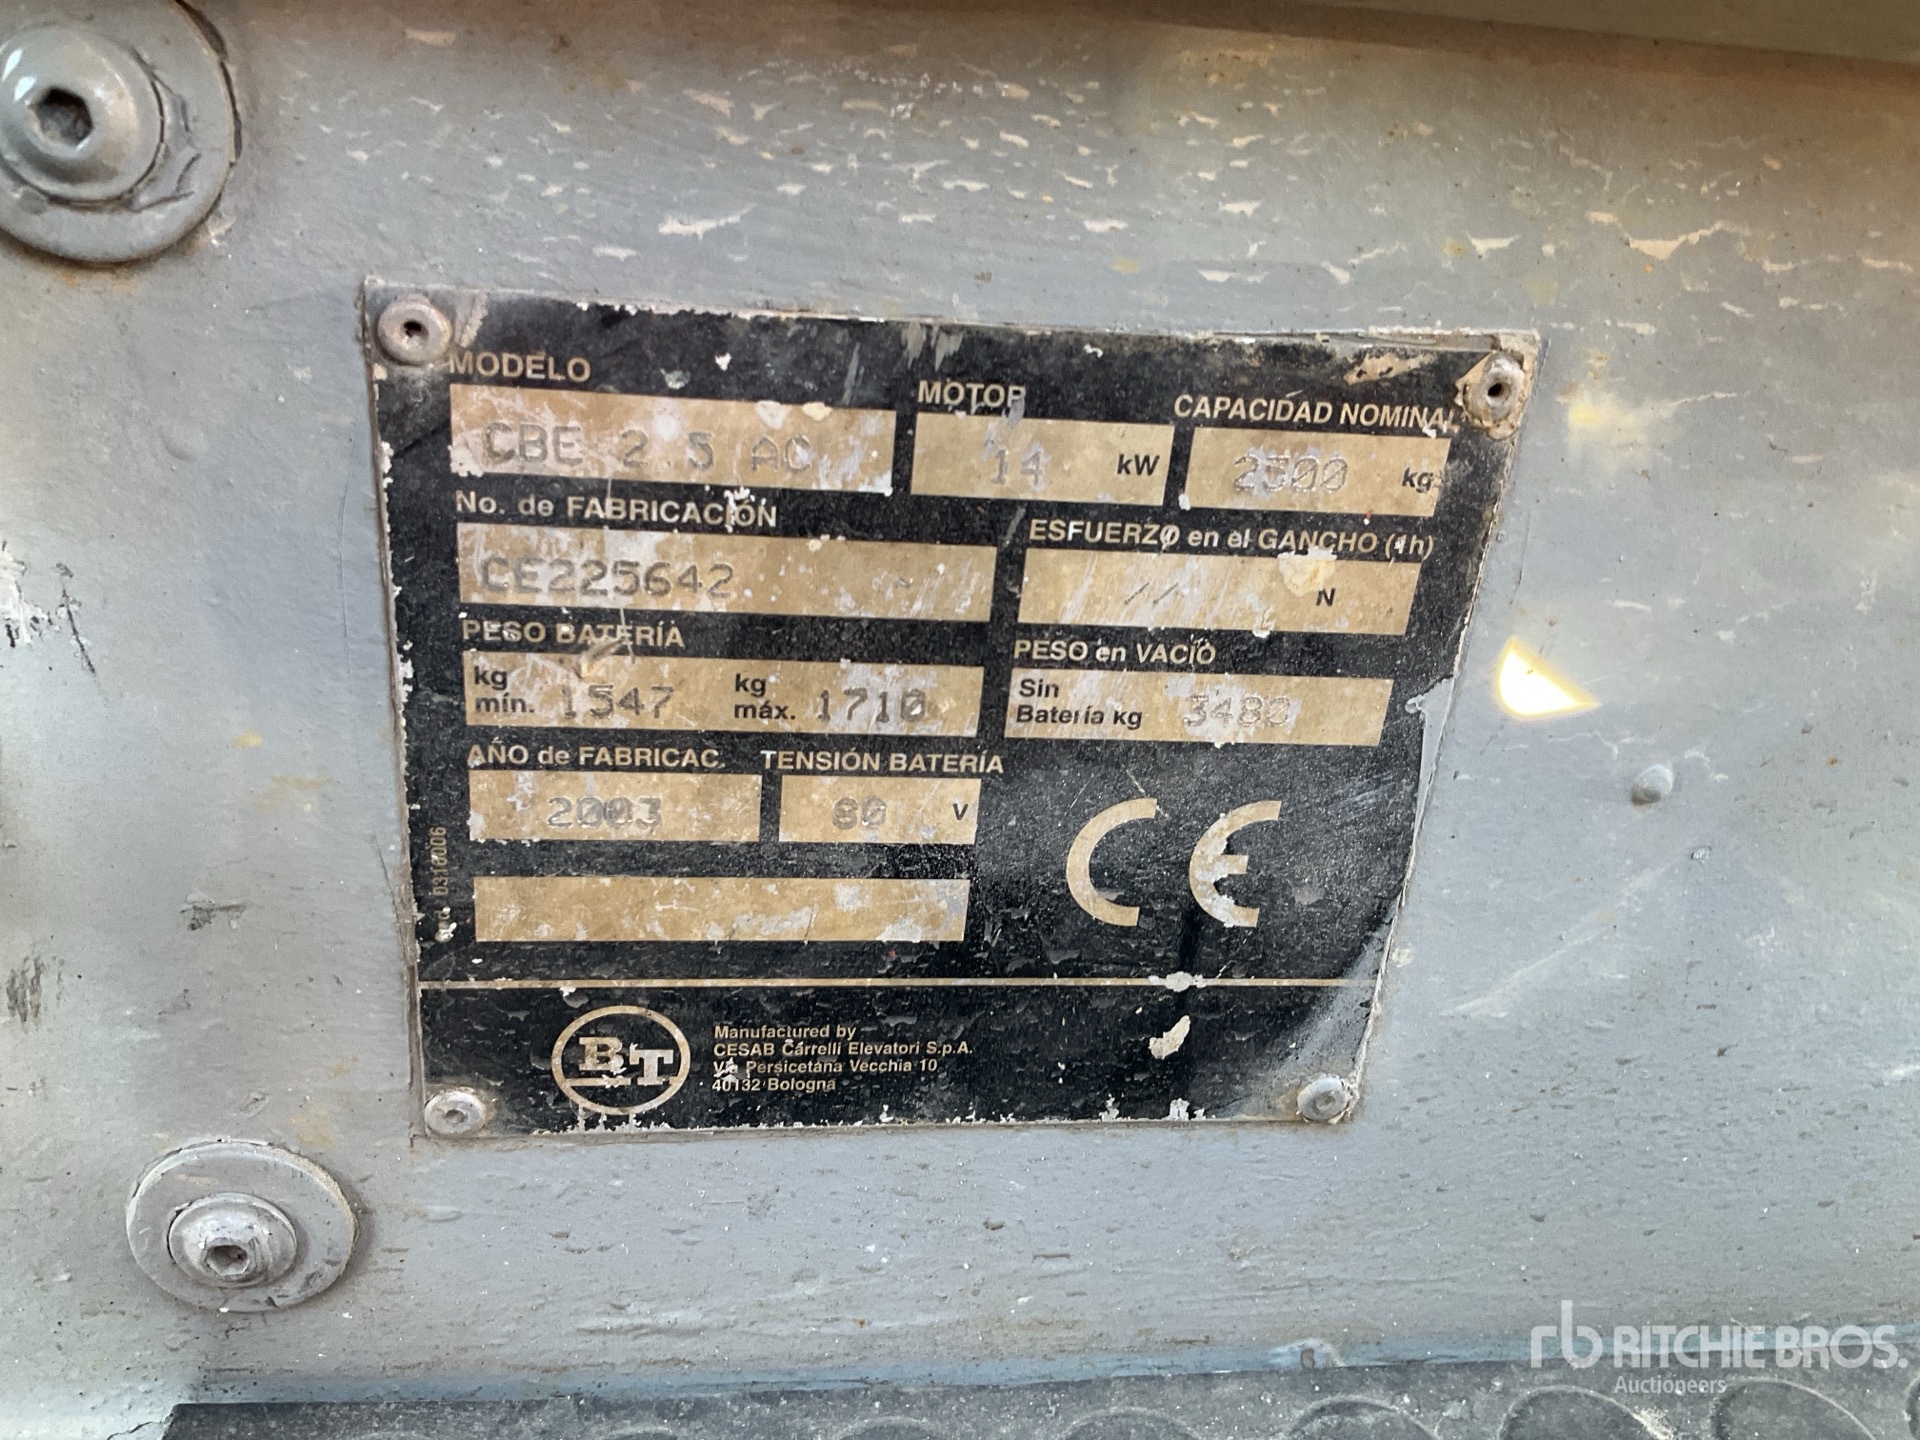 MODELO
CBE 2.5 AC
MOTOR
14 kW
CAPACIDAD NOMINAL
2500 kg
No. de FABRICACIÓN
CE225642
ESFUERZO en el GANCHO (1h)
// N
PESO BATERÍA
kg mín. 1547 kg máx. 1710
PESO en VACÍO
Sin
Batería kg 3480
AÑO de FABRICAC.
2003
TENSIÓN BATERÍA
80 V
CE
BT
Manufactured by
CESAB Carrelli Elevatori S.p.A.
Via Persicetana Vecchia 10
40132 Bologna
rb RITCHIE BROS.
Auctioneers